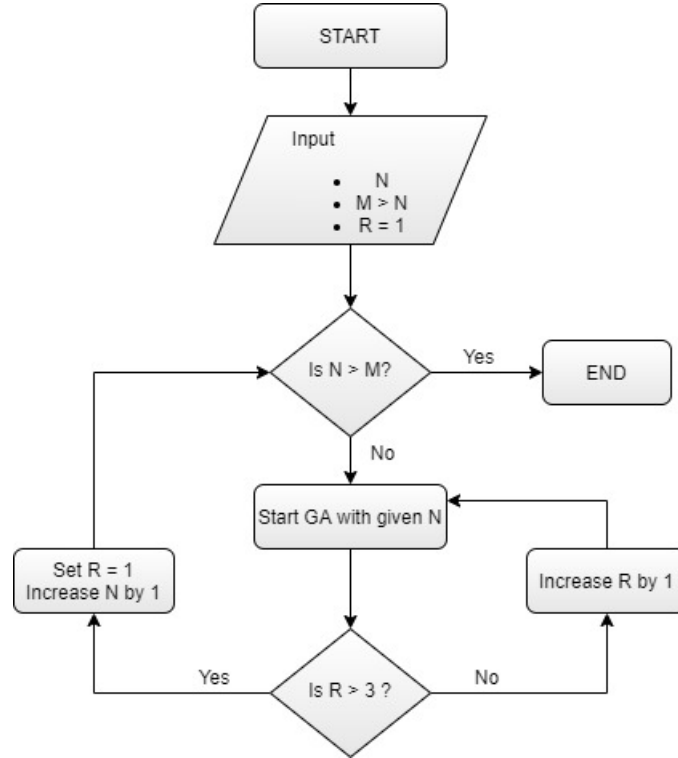 START
Input
• N
• M > N
• R = 1
Is N > M?
Yes
END
No
Start GA with given N
Set R = 1
Increase N by 1
Increase R by 1
Yes
Is R > 3 ?
No